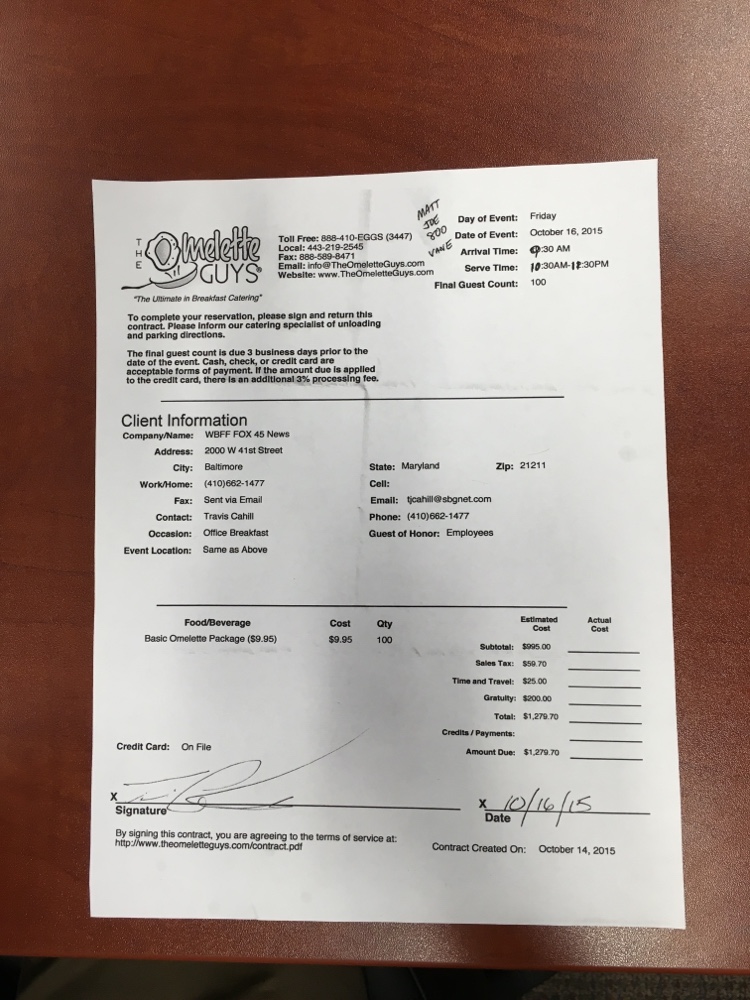 THE Omelette GUYS®
"The Ultimate in Breakfast Catering"
Toll Free: 888-410-EGGS (3447)
Local: 443-219-2545
Fax: 888-589-8471
Email: info@TheOmeletteGuys.com
Website: www.TheOmeletteGuys.com
MATT
JOE
800
VANE
Day of Event: Friday
Date of Event: October 16, 2015
Arrival Time: 9:30 AM
Serve Time: 10:30AM-12:30PM
Final Guest Count: 100
To complete your reservation, please sign and return this
contract. Please inform our catering specialist of unloading
and parking directions.
The final guest count is due 3 business days prior to the
date of the event. Cash, check, or credit card are
acceptable forms of payment. If the amount due is applied
to the credit card, there is an additional 3% processing fee.
Client Information
Company/Name: WBFF FOX 45 News
Address: 2000 W 41st Street
City: Baltimore State: Maryland Zip: 21211
Work/Home: (410)662-1477 Cell:
Fax: Sent via Email Email: tjcahill@sbgnet.com
Contact: Travis Cahill Phone: (410)662-1477
Occasion: Office Breakfast Guest of Honor: Employees
Event Location: Same as Above
Food/Beverage Cost Qty Estimated Cost Actual Cost
Basic Omelette Package ($9.95) $9.95 100
Subtotal: $995.00
Sales Tax: $59.70
Time and Travel: $25.00
Gratuity: $200.00
Total: $1,279.70
Credits / Payments:
Amount Due: $1,279.70
Credit Card: On File
X
Signature
X 10/16/15
Date
By signing this contract, you are agreeing to the terms of service at:
http://www.theomeletteguys.com/contract.pdf
Contract Created On: October 14, 2015